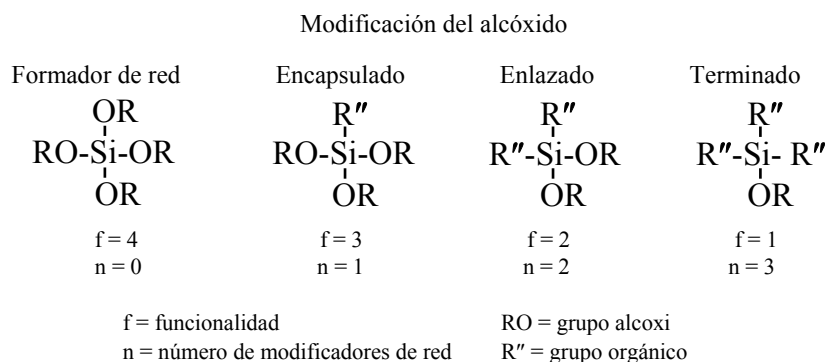 Modificación del alcóxido
Formador de red Encapsulado Enlazado Terminado
OR R″ R″ R″
RO-Si-OR RO-Si-OR R″-Si-OR R″-Si- R″
OR OR OR OR
f = 4 f = 3 f = 2 f = 1
n = 0 n = 1 n = 2 n = 3
f = funcionalidad RO = grupo alcoxi
n = número de modificadores de red R″ = grupo orgánico